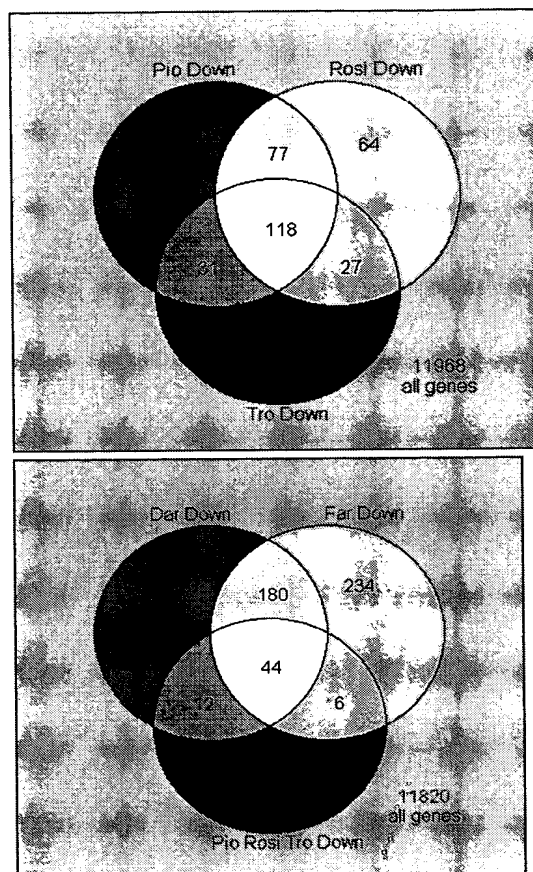 Pio Down Rosi Down
77 64
118
27
11968
all genes
Tro Down
Dar Down Far Down
180 234
44
12 6
11820
all genes
Pio Rosi Tro Down